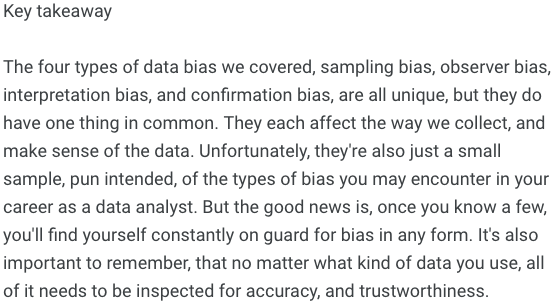 Key takeaway
The four types of data bias we covered, sampling bias, observer bias,
interpretation bias, and confirmation bias, are all unique, but they do
have one thing in common. They each affect the way we collect, and
make sense of the data. Unfortunately, they're also just a small
sample, pun intended, of the types of bias you may encounter in your
career as a data analyst. But the good news is, once you know a few,
you'll find yourself constantly on guard for bias in any form. It's also
important to remember, that no matter what kind of data you use, all
of it needs to be inspected for accuracy, and trustworthiness.